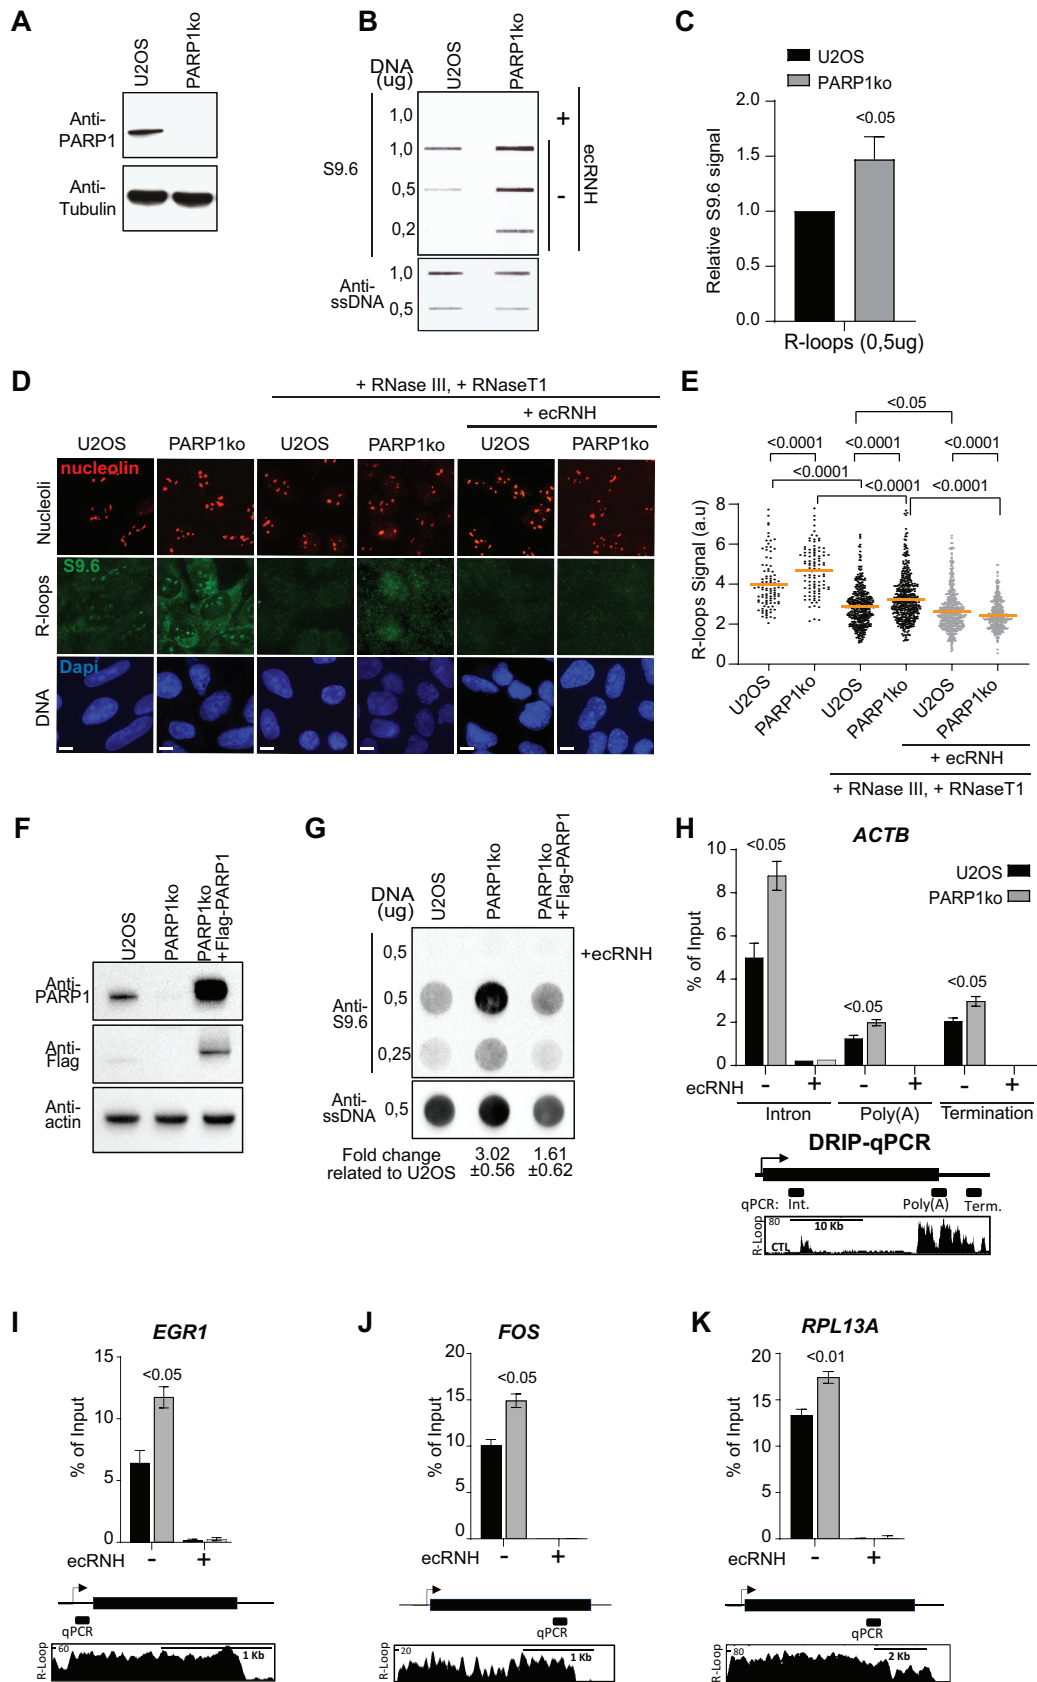 A
U2OS
PARP1ko
Anti-
PARP1
Anti-
Tubulin
B
DNA
(ug)
U2OS
PARP1ko
S9.6
1,0
1,0
0,5
0,2
+
-
ecRNH
Anti-
ssDNA
1,0
0,5
C
U2OS
PARP1ko
Relative S9.6 signal
2.0
1.5
1.0
0.5
0.0
<0.05
R-loops (0,5ug)
D
+ RNase III, + RNaseT1
+ ecRNH
U2OS PARP1ko U2OS PARP1ko U2OS PARP1ko
Nucleoli
nucleolin
R-loops
S9.6
DNA
Dapi
E
<0.05
<0.0001 <0.0001 <0.0001
<0.0001
<0.0001 <0.0001
R-loops Signal (a.u)
8
6
4
2
0
U2OS
PARP1ko
U2OS
PARP1ko
U2OS
PARP1ko
+ ecRNH
+ RNase III, + RNaseT1
F
U2OS
PARP1ko
PARP1ko
+Flag-PARP1
Anti-
PARP1
Anti-
Flag
Anti-
actin
G
DNA
(ug)
U2OS
PARP1ko
PARP1ko
+Flag-PARP1
0,5
+ecRNH
Anti-
S9.6
0,5
0,25
Anti-
ssDNA
0,5
Fold change
related to U2OS
3.02
±0.56
1.61
±0.62
H
ACTB
U2OS
PARP1ko
% of Input
10
8
6
4
2
0
<0.05
<0.05
<0.05
ecRNH - + - + - +
Intron Poly(A) Termination
DRIP-qPCR
qPCR: Int. Poly(A) Term.
R-Loop
80
10 Kb
CTL
I
EGR1
% of Input
15
10
5
0
<0.05
ecRNH - +
qPCR
R-Loop
60
1 Kb
J
FOS
% of Input
20
15
10
5
0
<0.05
ecRNH - +
qPCR
R-Loop
20
1 Kb
K
RPL13A
% of Input
20
15
10
5
0
<0.01
ecRNH - +
qPCR
R-Loop
80
2 Kb